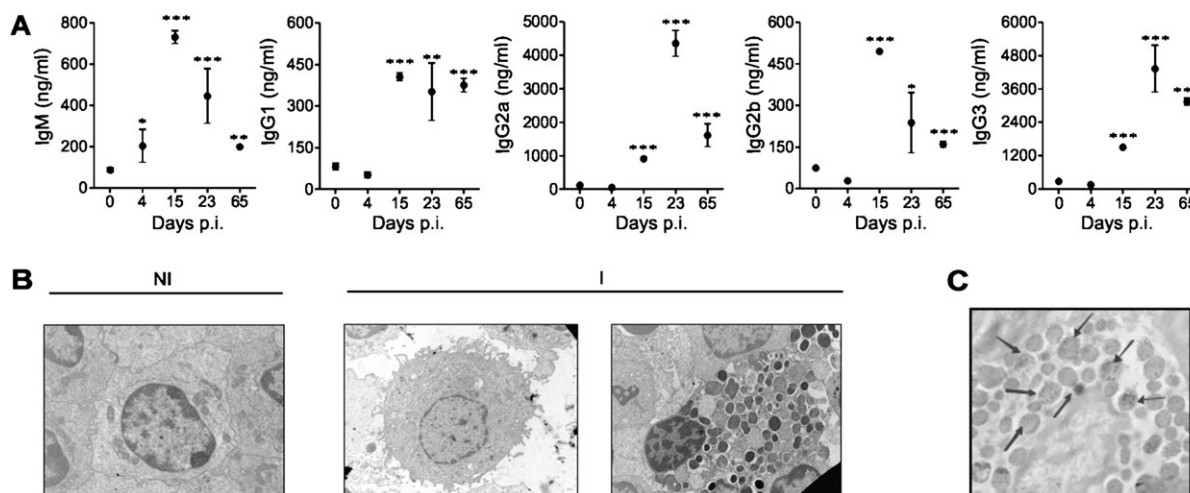 A
IgM (ng/ml)
800
600
400
200
0
*
***
***
**
0 4 15 23 65
Days p.i.
IgG1 (ng/ml)
600
450
300
150
0
***
**
***
0 4 15 23 65
Days p.i.
IgG2a (ng/ml)
5000
4000
3000
2000
1000
0
***
***
***
0 4 15 23 65
Days p.i.
IgG2b (ng/ml)
600
450
300
150
0
***
*
***
0 4 15 23 65
Days p.i.
IgG3 (ng/ml)
6000
4800
3600
2400
1200
0
***
***
**
0 4 15 23 65
Days p.i.
B
NI
I
C